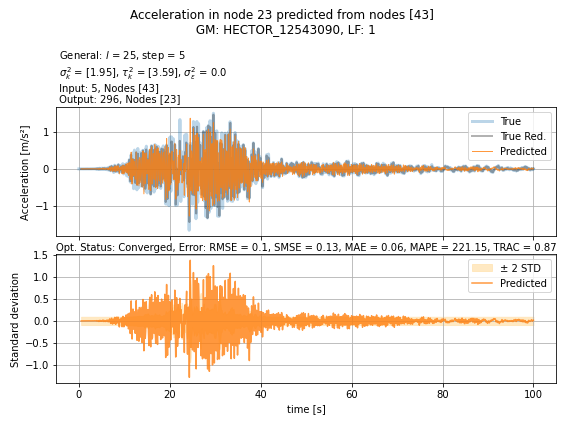 Acceleration in node 23 predicted from nodes [43]
GM: HECTOR_12543090, LF: 1
General: l = 25, step = 5
σ²ₖ = [1.95], τ²ₖ = [3.59], σ²ε = 0.0
Input: 5, Nodes [43]
Output: 296, Nodes [23]
Acceleration [m/s²]
1
0
−1
True
True Red.
Predicted
Opt. Status: Converged, Error: RMSE = 0.1, SMSE = 0.13, MAE = 0.06, MAPE = 221.15, TRAC = 0.87
Standard deviation
1.5
1.0
0.5
0.0
−0.5
−1.0
± 2 STD
Predicted
0 20 40 60 80 100
time [s]